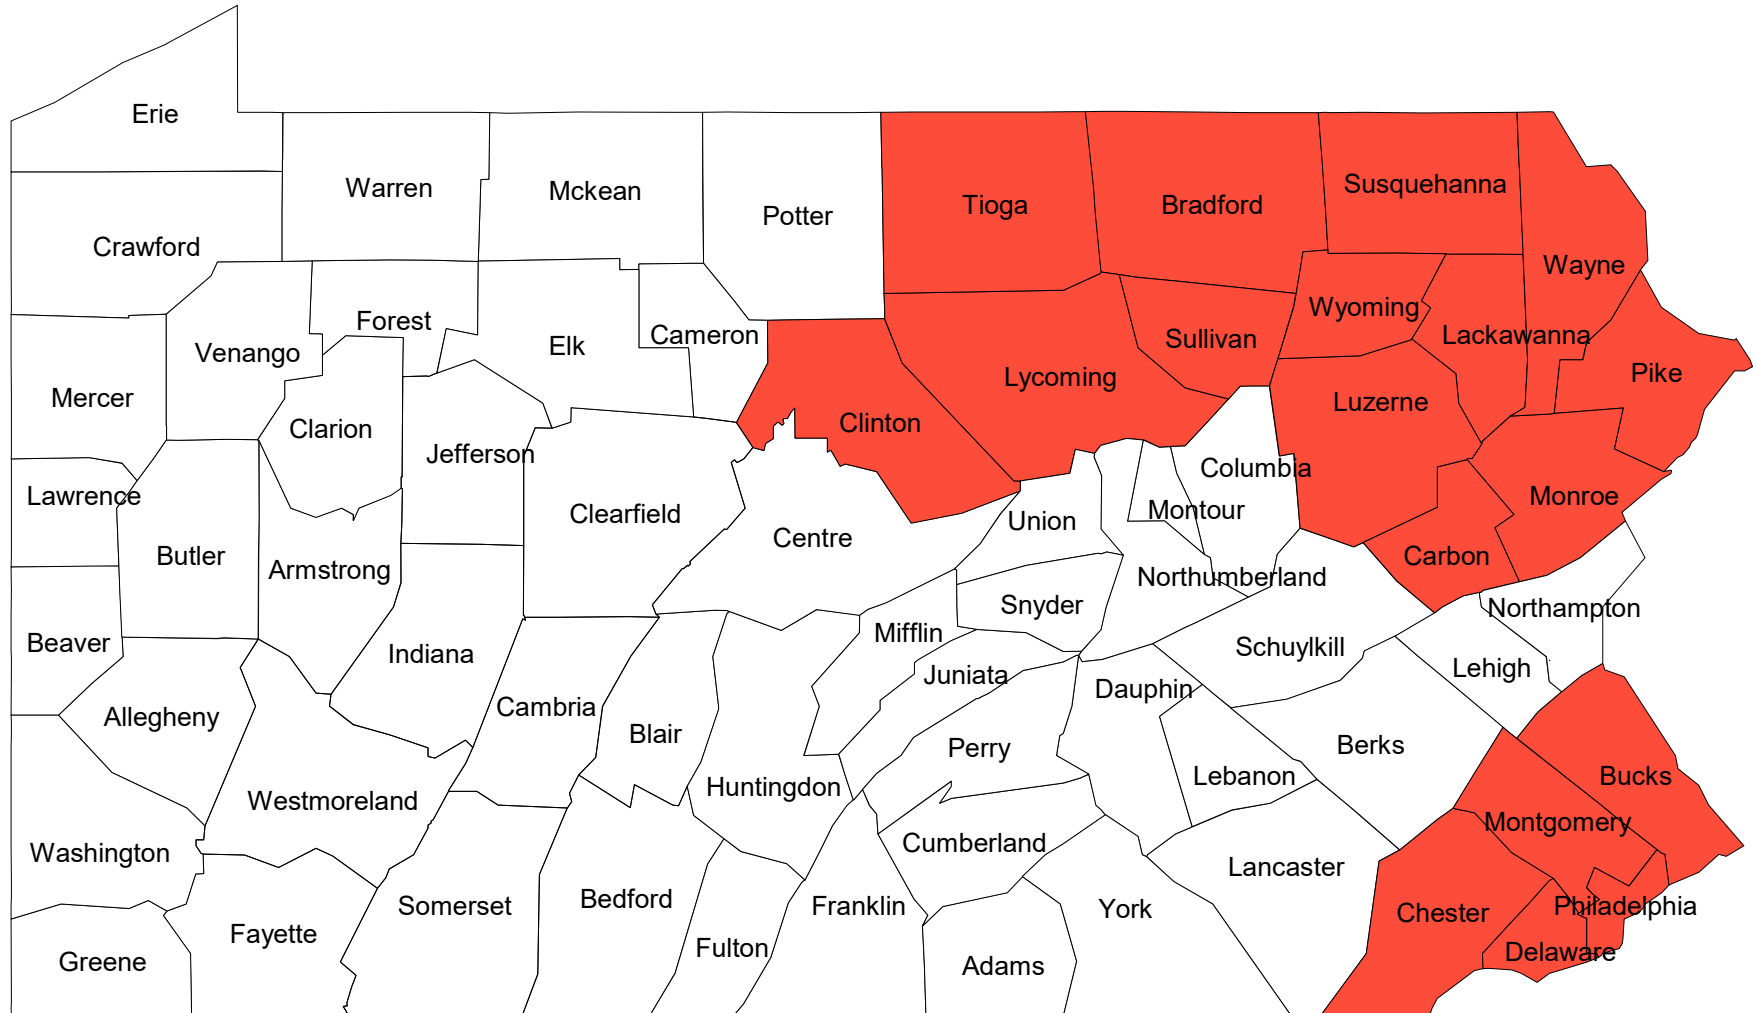 Erie
Warren
Mckean
Potter
Tioga
Bradford
Susquehanna
Crawford
Wayne
Forest
Venango
Elk
Cameron
Wyoming
Sullivan
Lackawanna
Mercer
Clarion
Lycoming
Pike
Jefferson
Clinton
Luzerne
Lawrence
Clearfield
Columbia
Butler
Armstrong
Centre
Union
Montour
Monroe
Carbon
Beaver
Indiana
Mifflin
Snyder
Northumberland
Northampton
Juniata
Schuylkill
Lehigh
Allegheny
Cambria
Blair
Dauphin
Perry
Berks
Westmoreland
Huntingdon
Lebanon
Bucks
Washington
Cumberland
Lancaster
Montgomery
Greene
Fayette
Somerset
Bedford
Fulton
Franklin
Adams
York
Chester
Philadelphia
Delaware